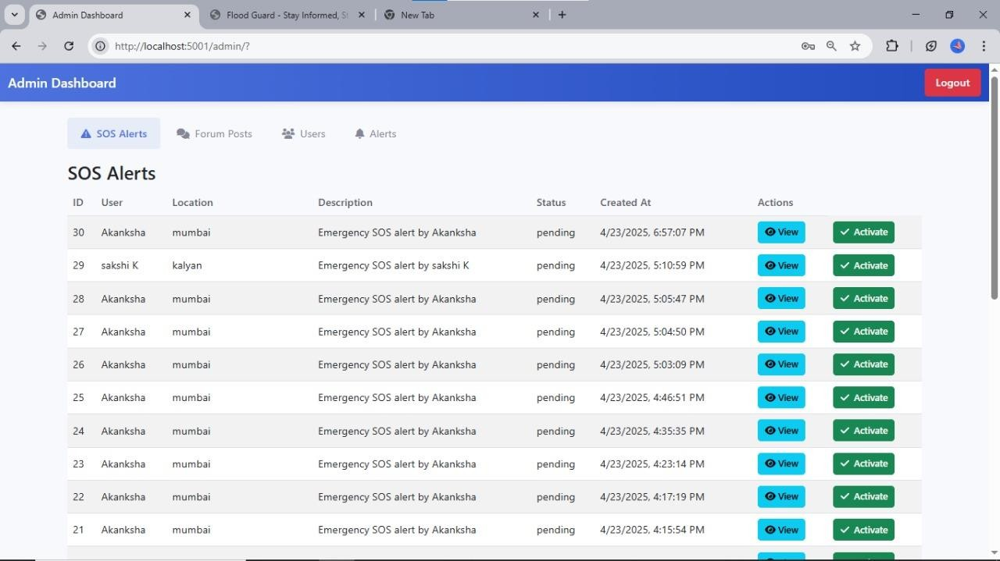 Admin Dashboard
Flood Guard - Stay Informed, S
New Tab
http://localhost:5001/admin/?
Admin Dashboard
Logout
SOS Alerts
Forum Posts
Users
Alerts
SOS Alerts
ID User Location Description Status Created At Actions
30 Akanksha mumbai Emergency SOS alert by Akanksha pending 4/23/2025, 6:57:07 PM View Activate
29 sakshi K kalyan Emergency SOS alert by sakshi K pending 4/23/2025, 5:10:59 PM View Activate
28 Akanksha mumbai Emergency SOS alert by Akanksha pending 4/23/2025, 5:05:47 PM View Activate
27 Akanksha mumbai Emergency SOS alert by Akanksha pending 4/23/2025, 5:04:50 PM View Activate
26 Akanksha mumbai Emergency SOS alert by Akanksha pending 4/23/2025, 5:03:09 PM View Activate
25 Akanksha mumbai Emergency SOS alert by Akanksha pending 4/23/2025, 4:46:51 PM View Activate
24 Akanksha mumbai Emergency SOS alert by Akanksha pending 4/23/2025, 4:35:35 PM View Activate
23 Akanksha mumbai Emergency SOS alert by Akanksha pending 4/23/2025, 4:23:14 PM View Activate
22 Akanksha mumbai Emergency SOS alert by Akanksha pending 4/23/2025, 4:17:19 PM View Activate
21 Akanksha mumbai Emergency SOS alert by Akanksha pending 4/23/2025, 4:15:54 PM View Activate